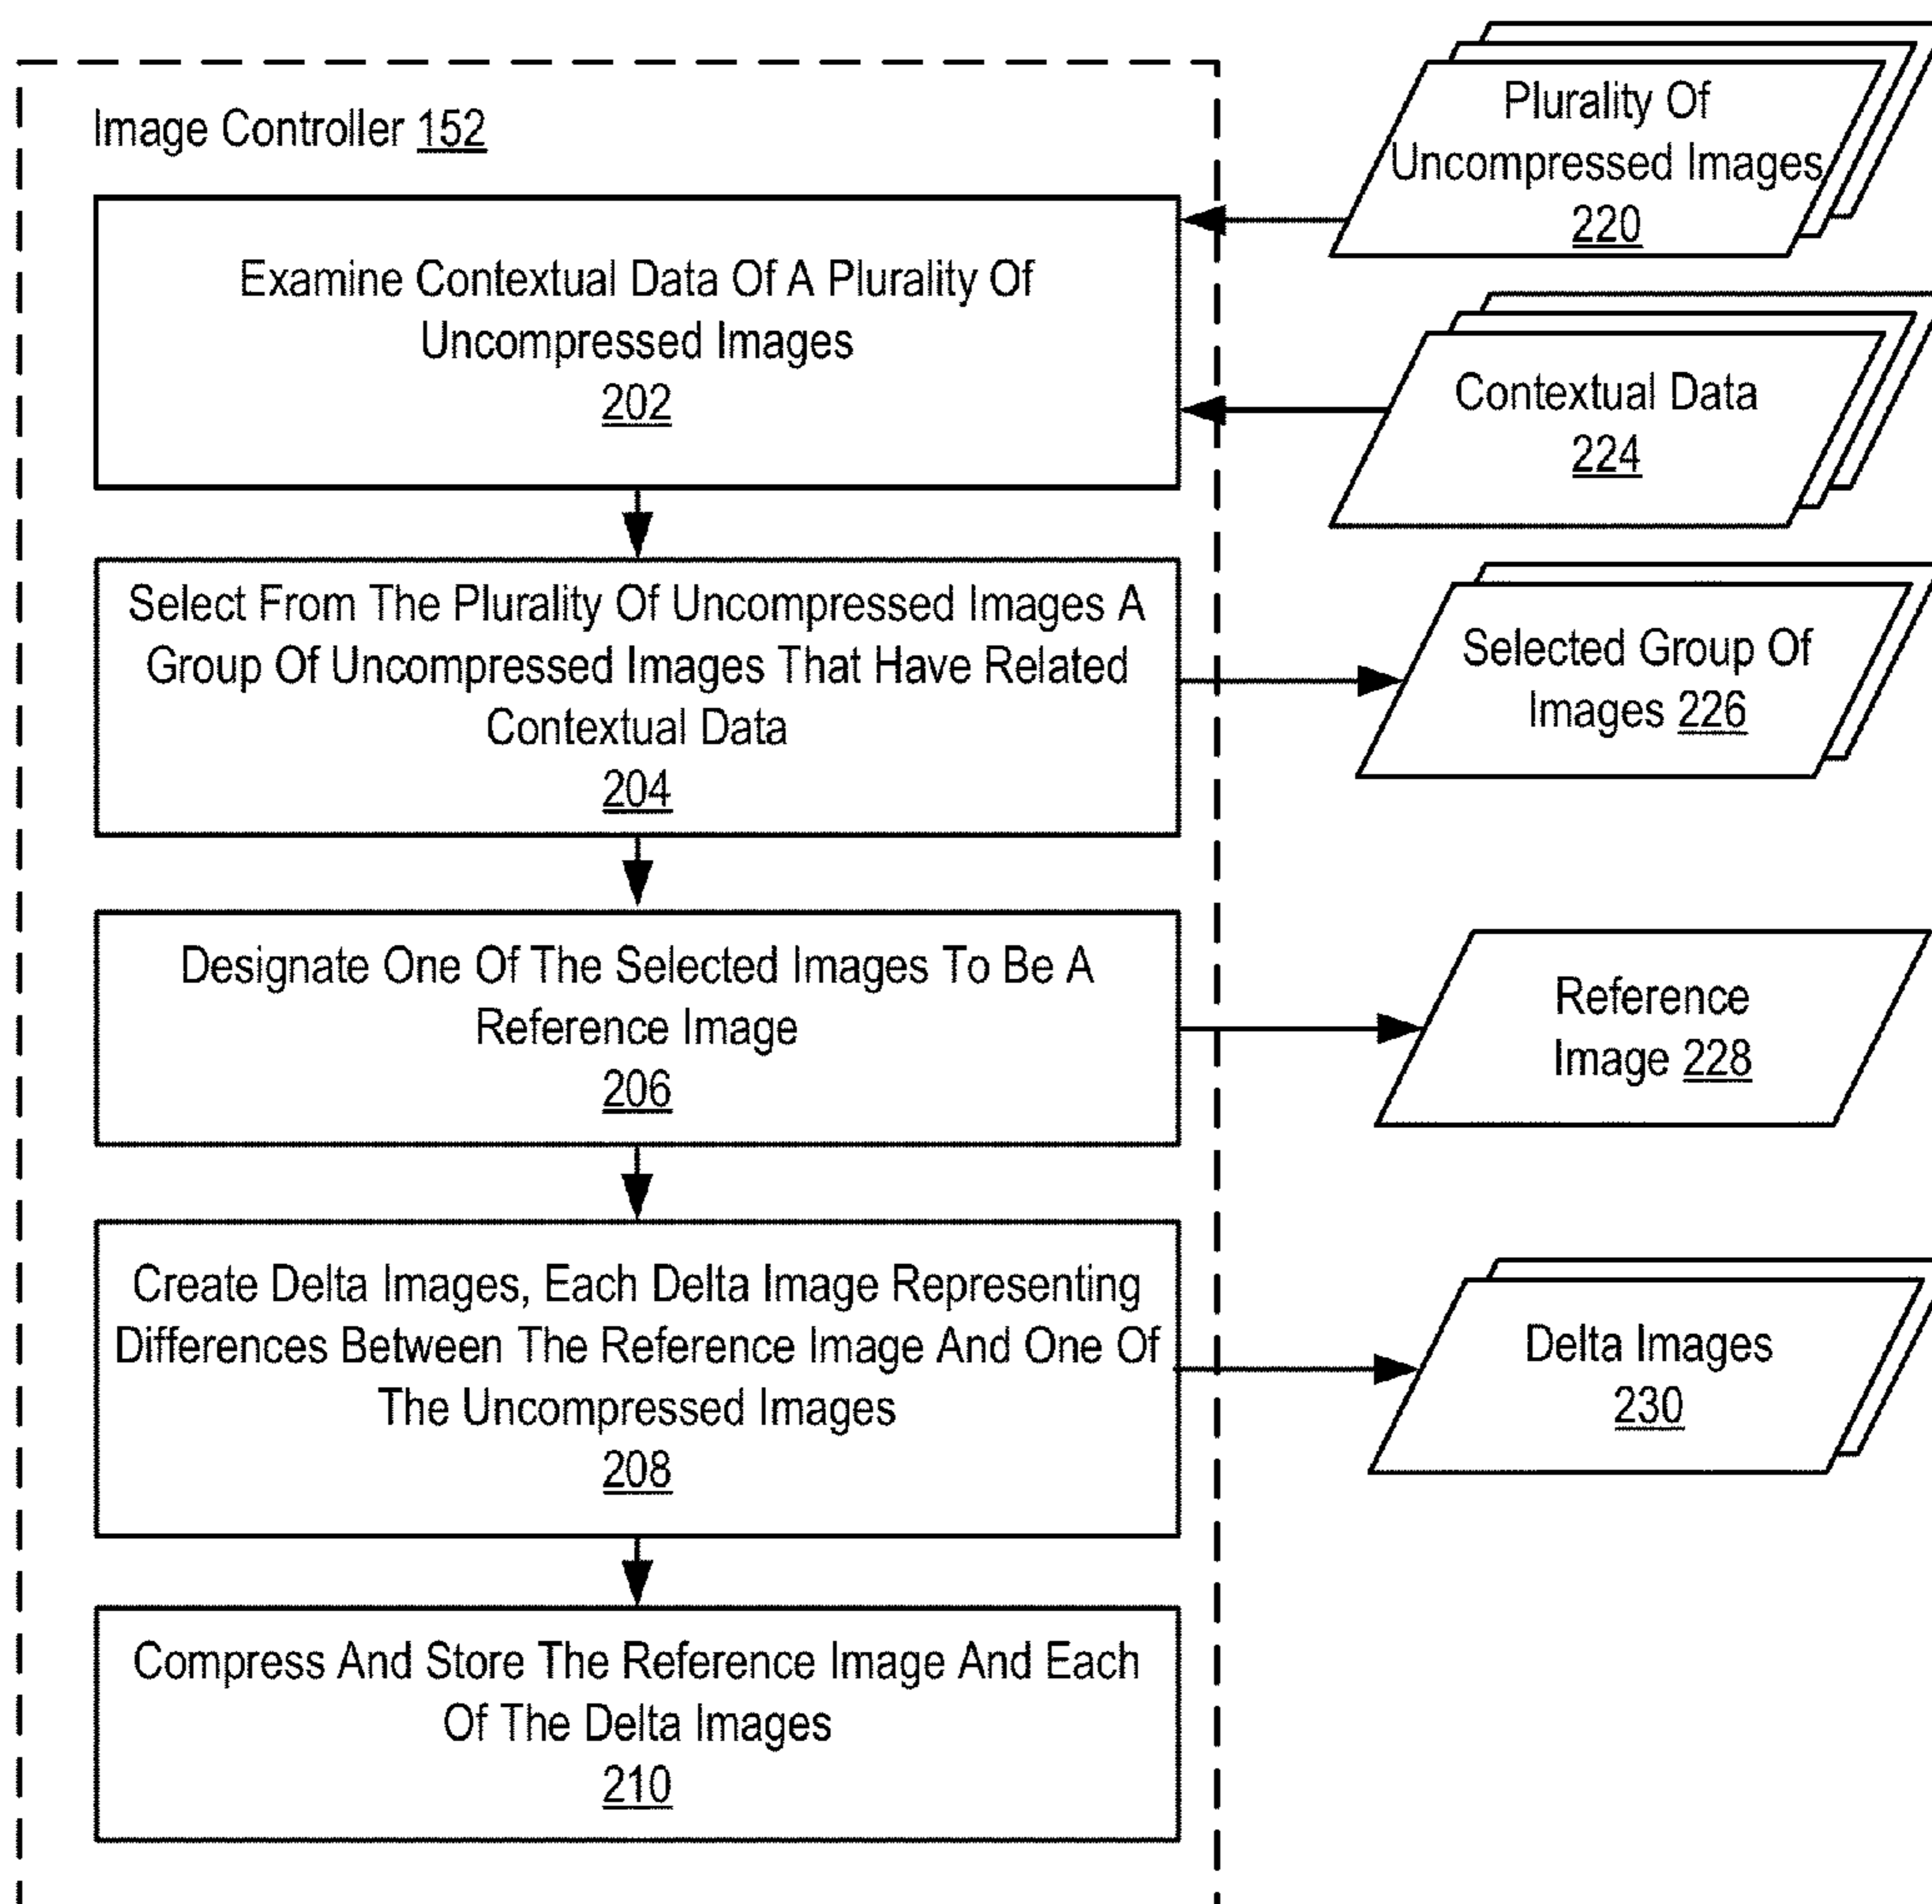 Image Controller 152
Examine Contextual Data Of A Plurality Of
Uncompressed Images
202
Select From The Plurality Of Uncompressed Images A
Group Of Uncompressed Images That Have Related
Contextual Data
204
Designate One Of The Selected Images To Be A
Reference Image
206
Create Delta Images, Each Delta Image Representing
Differences Between The Reference Image And One Of
The Uncompressed Images
208
Compress And Store The Reference Image And Each
Of The Delta Images
210
Plurality Of
Uncompressed Images
220
Contextual Data
224
Selected Group Of
Images 226
Reference
Image 228
Delta Images
230